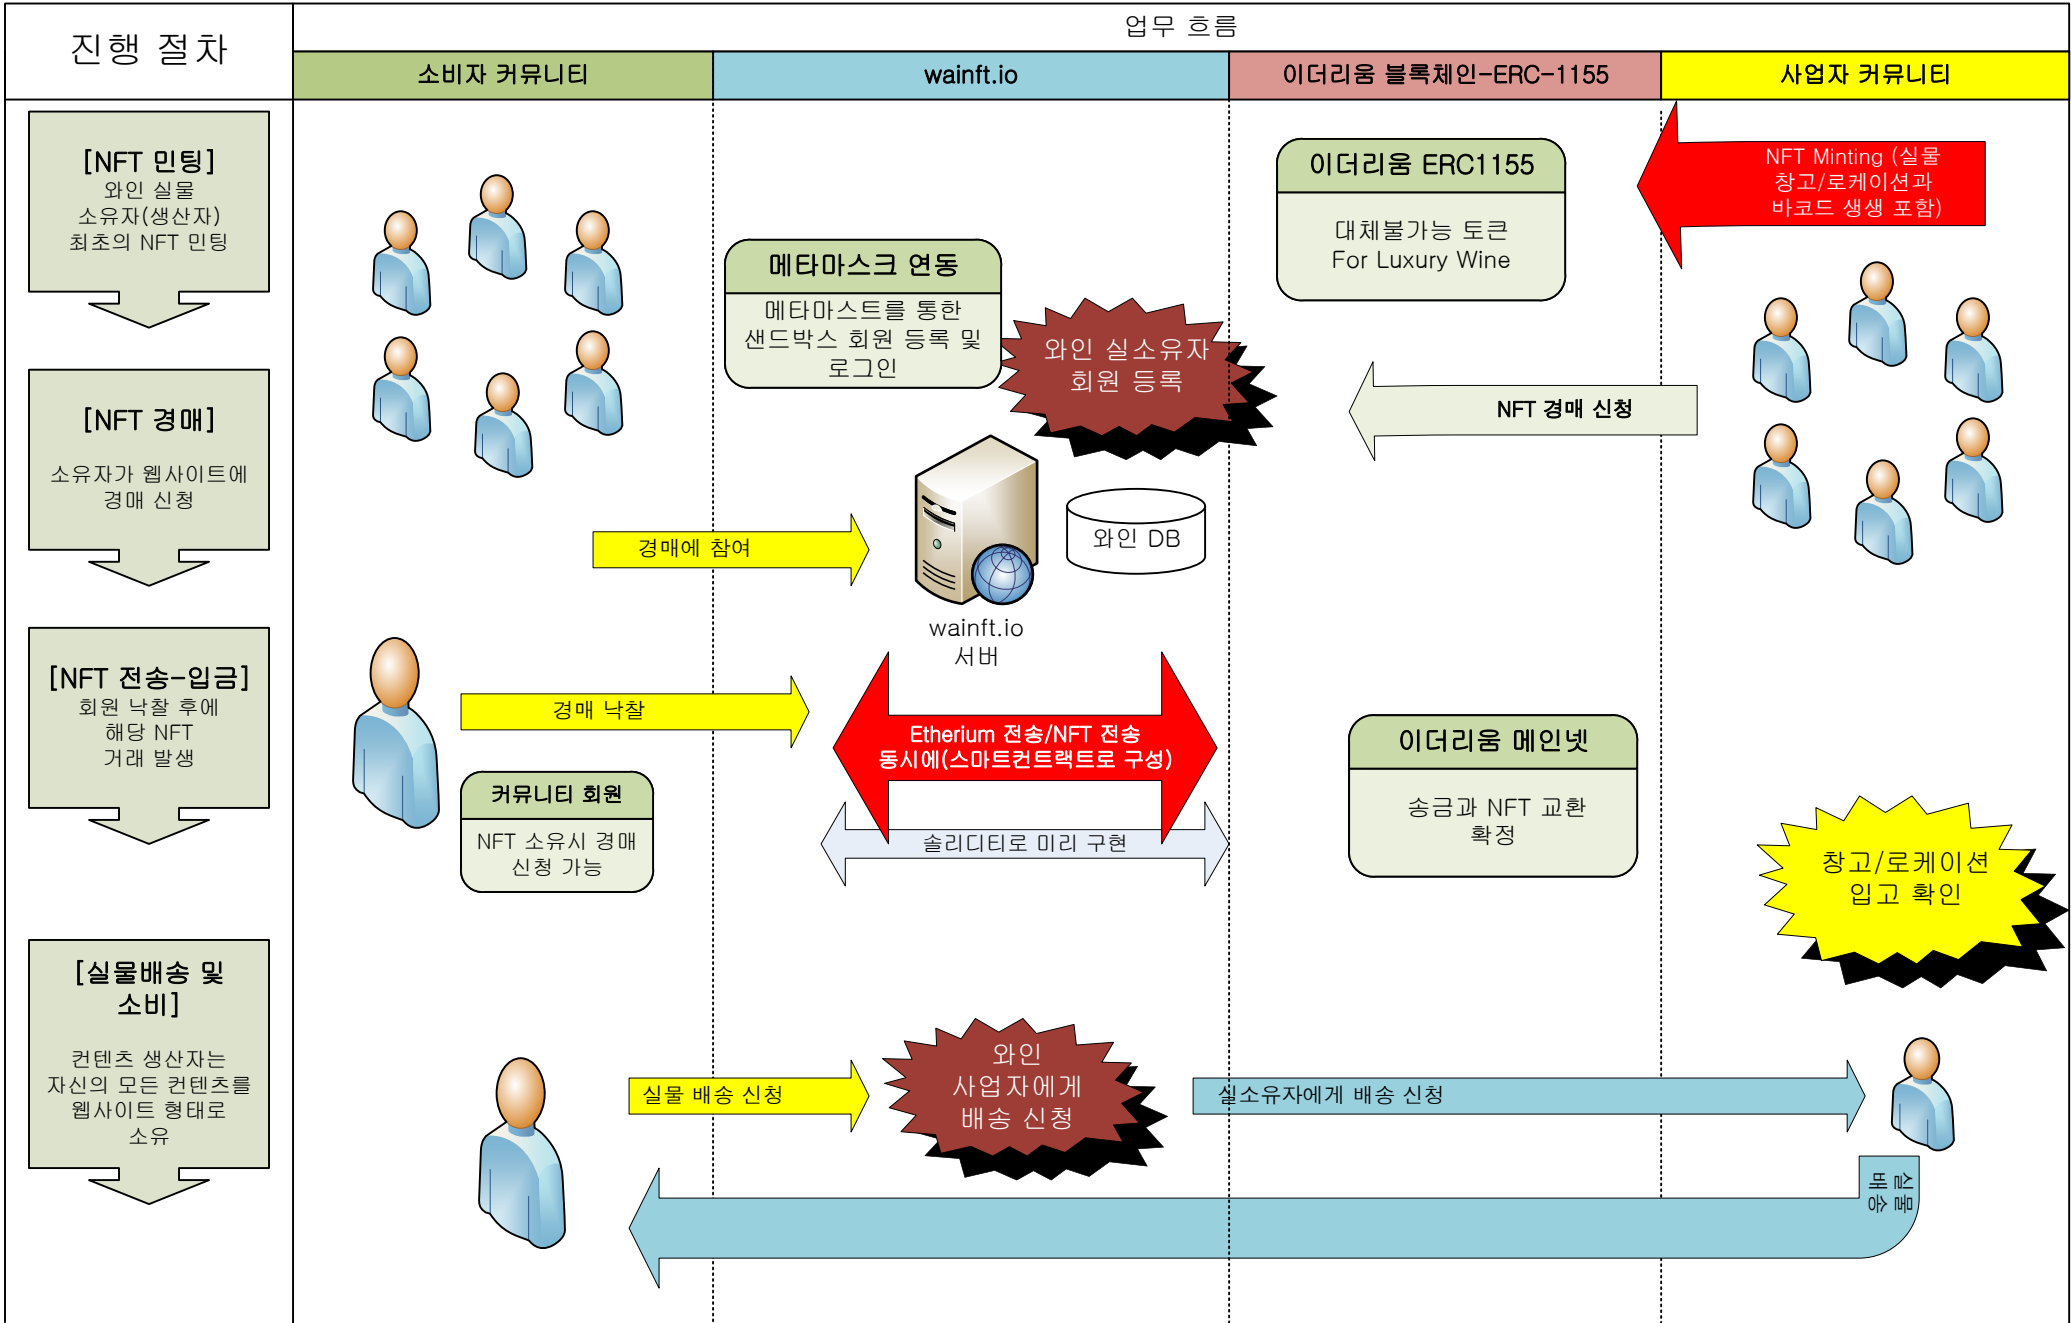 진행 절차
업무 흐름
소비자 커뮤니티
wainft.io
이더리움 블록체인-ERC-1155
사업자 커뮤니티
[NFT 민팅]
와인 실물
소유자(생산자)
최초의 NFT 민팅
이더리움 ERC1155
대체불가능 토큰
For Luxury Wine
NFT Minting (실물
창고/로케이션과
바코드 생생 포함)
메타마스크 연동
메타마스트를 통한
샌드박스 회원 등록 및
로그인
와인 실소유자
회원 등록
[NFT 경매]
소유자가 웹사이트에
경매 신청
NFT 경매 신청
경매에 참여
와인 DB
wainft.io
서버
[NFT 전송-입금]
회원 낙찰 후에
해당 NFT
거래 발생
경매 낙찰
Etherium 전송/NFT 전송
동시에(스마트컨트랙트로 구성)
솔리디티로 미리 구현
커뮤니티 회원
NFT 소유시 경매
신청 가능
이더리움 메인넷
송금과 NFT 교환
확정
창고/로케이션
입고 확인
[실물배송 및
소비]
컨텐츠 생산자는
자신의 모든 컨텐츠를
웹사이트 형태로
소유
실물 배송 신청
와인
사업자에게
배송 신청
실소유자에게 배송 신청
실물
배송